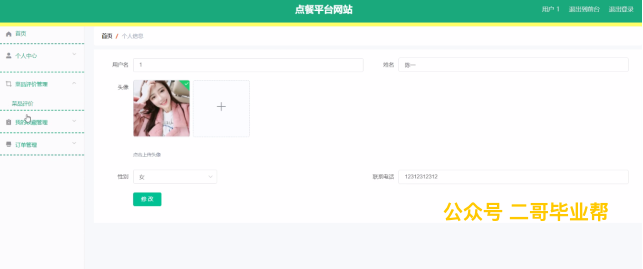 点餐平台网站
用户 1 退出到前台 退出登录
首页
个人中心
菜品评价管理
菜品评价
我的收藏管理
订单管理
首页 / 个人信息
用户名 1 姓名
头像
点击上传头像
性别 女 联系电话 12312312312
修改
公众号 二哥毕业帮